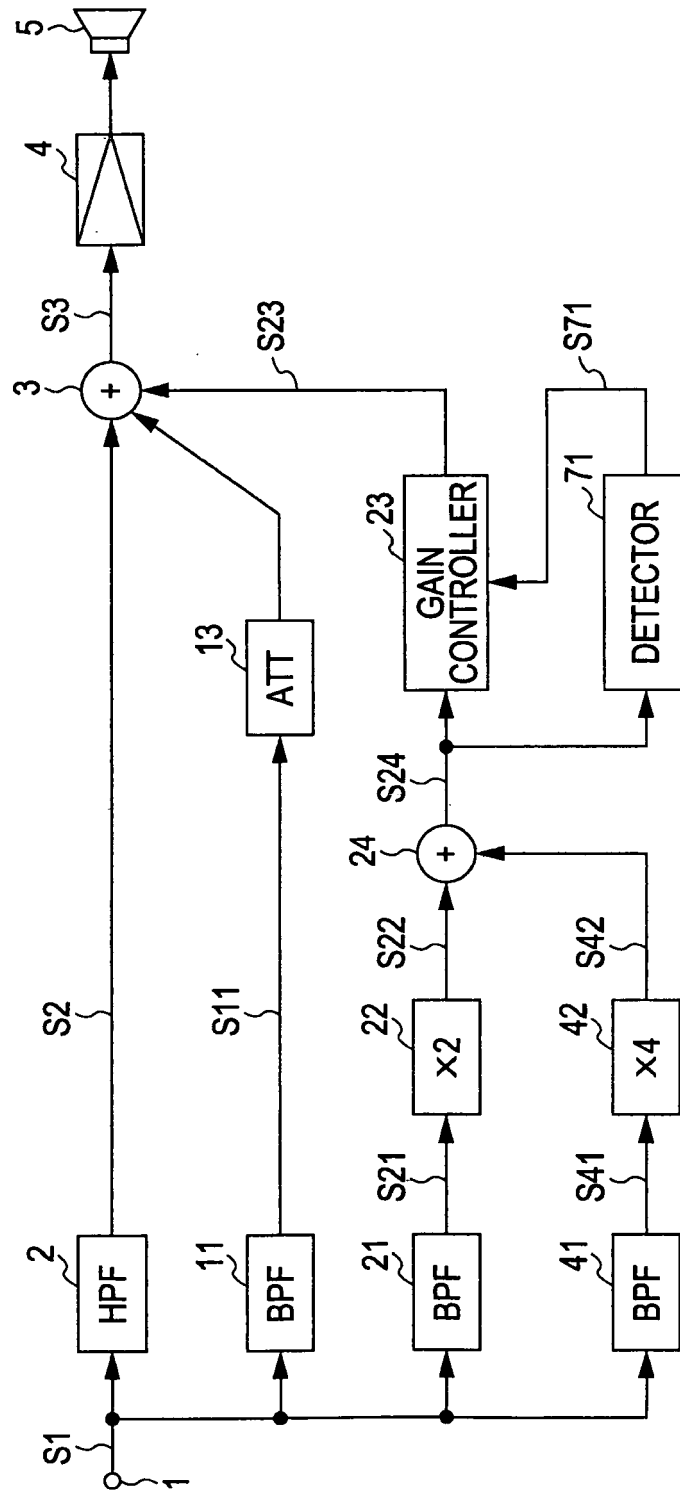 S1
1
2
HPF
S2
3
+
S3
4
5
11
BPF
S11
13
ATT
21
BPF
S21
22
×2
S22
24
+
S24
23
GAIN
CONTROLLER
S23
41
BPF
S41
42
×4
S42
71
DETECTOR
S71